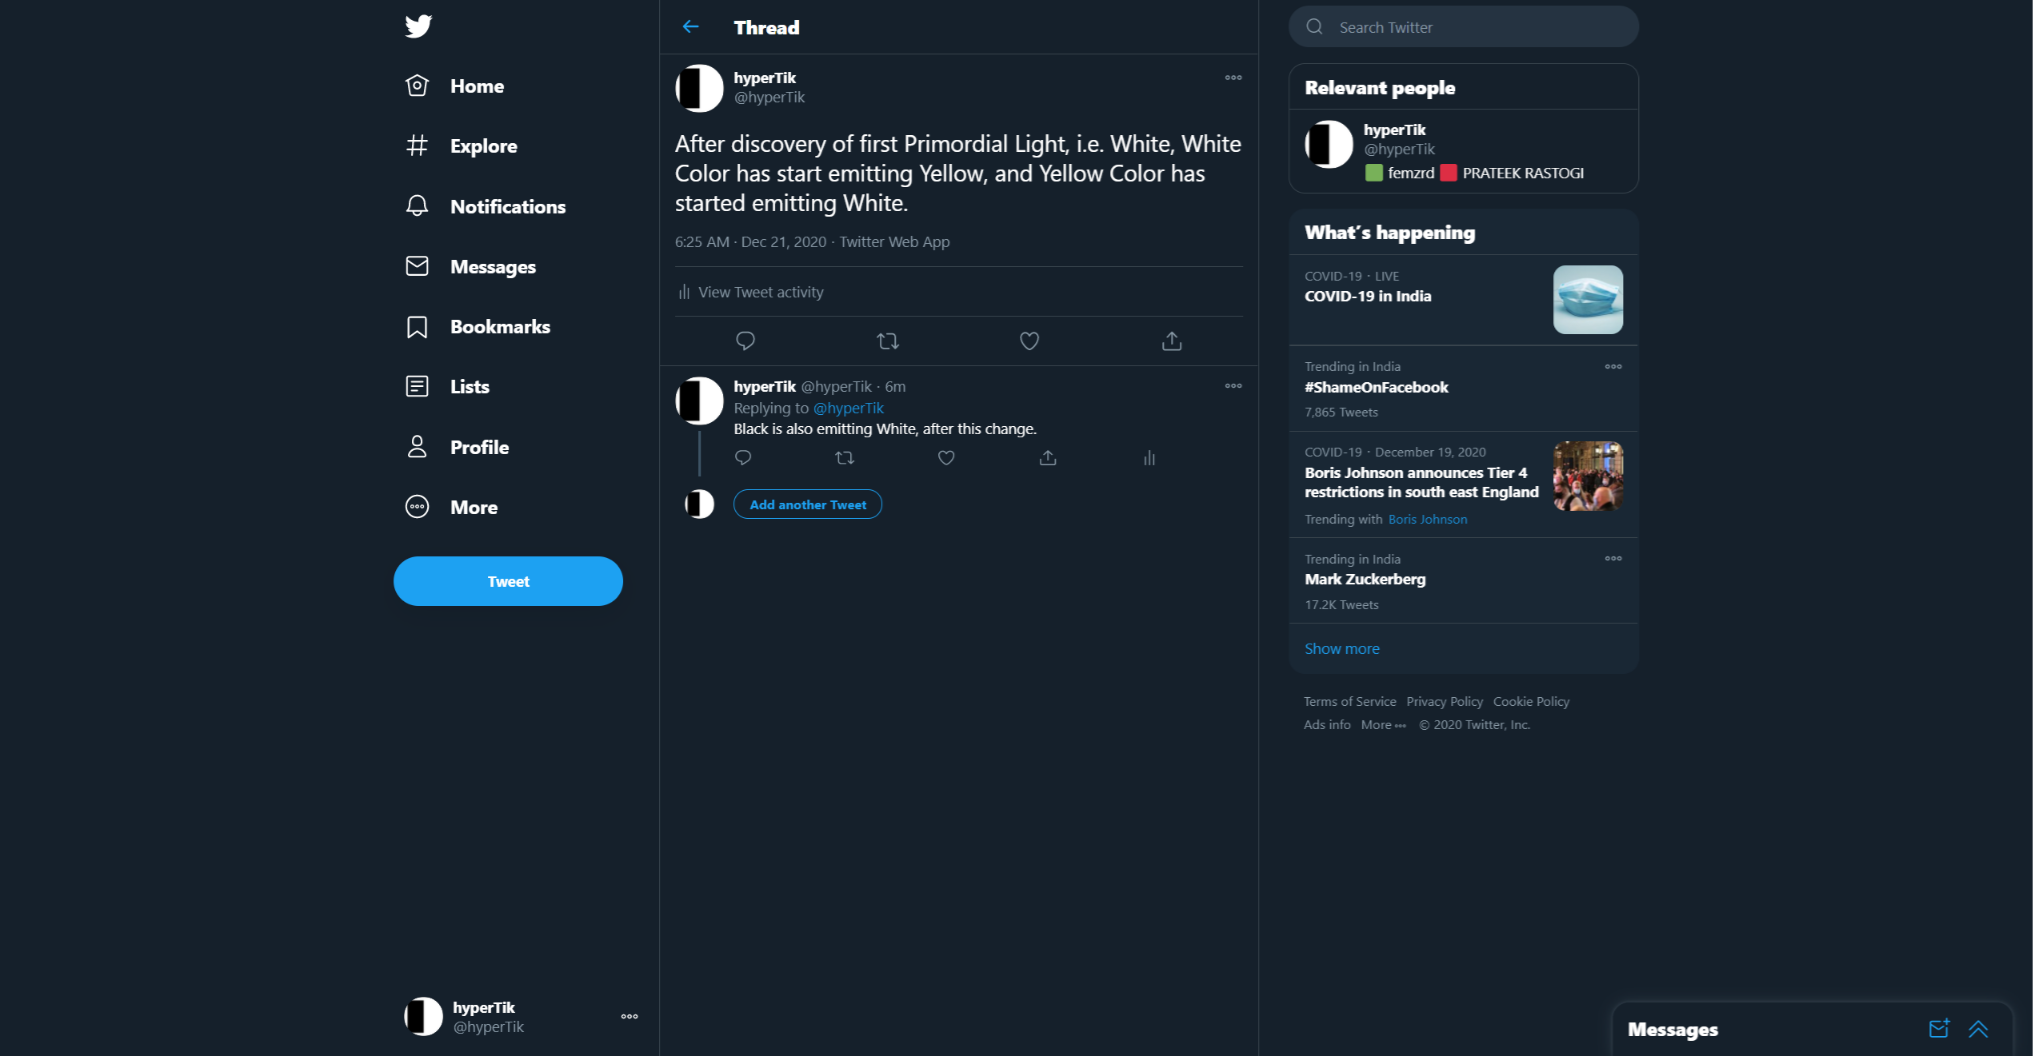 Home
Explore
Notifications
Messages
Bookmarks
Lists
Profile
More
Tweet
hyperTik
@hyperTik
Thread
hyperTik
@hyperTik
After discovery of first Primordial Light, i.e. White, White
Color has start emitting Yellow, and Yellow Color has
started emitting White.
6:25 AM · Dec 21, 2020 · Twitter Web App
View Tweet activity
hyperTik @hyperTik · 6m
Replying to @hyperTik
Black is also emitting White, after this change.
Add another Tweet
Search Twitter
Relevant people
hyperTik
@hyperTik
femzrd PRATEEK RASTOGI
What's happening
COVID-19 · LIVE
COVID-19 in India
Trending in India
#ShameOnFacebook
7,865 Tweets
COVID-19 · December 19, 2020
Boris Johnson announces Tier 4
restrictions in south east England
Trending with Boris Johnson
Trending in India
Mark Zuckerberg
17.2K Tweets
Show more
Terms of Service Privacy Policy Cookie Policy
Ads info More © 2020 Twitter, Inc.
Messages